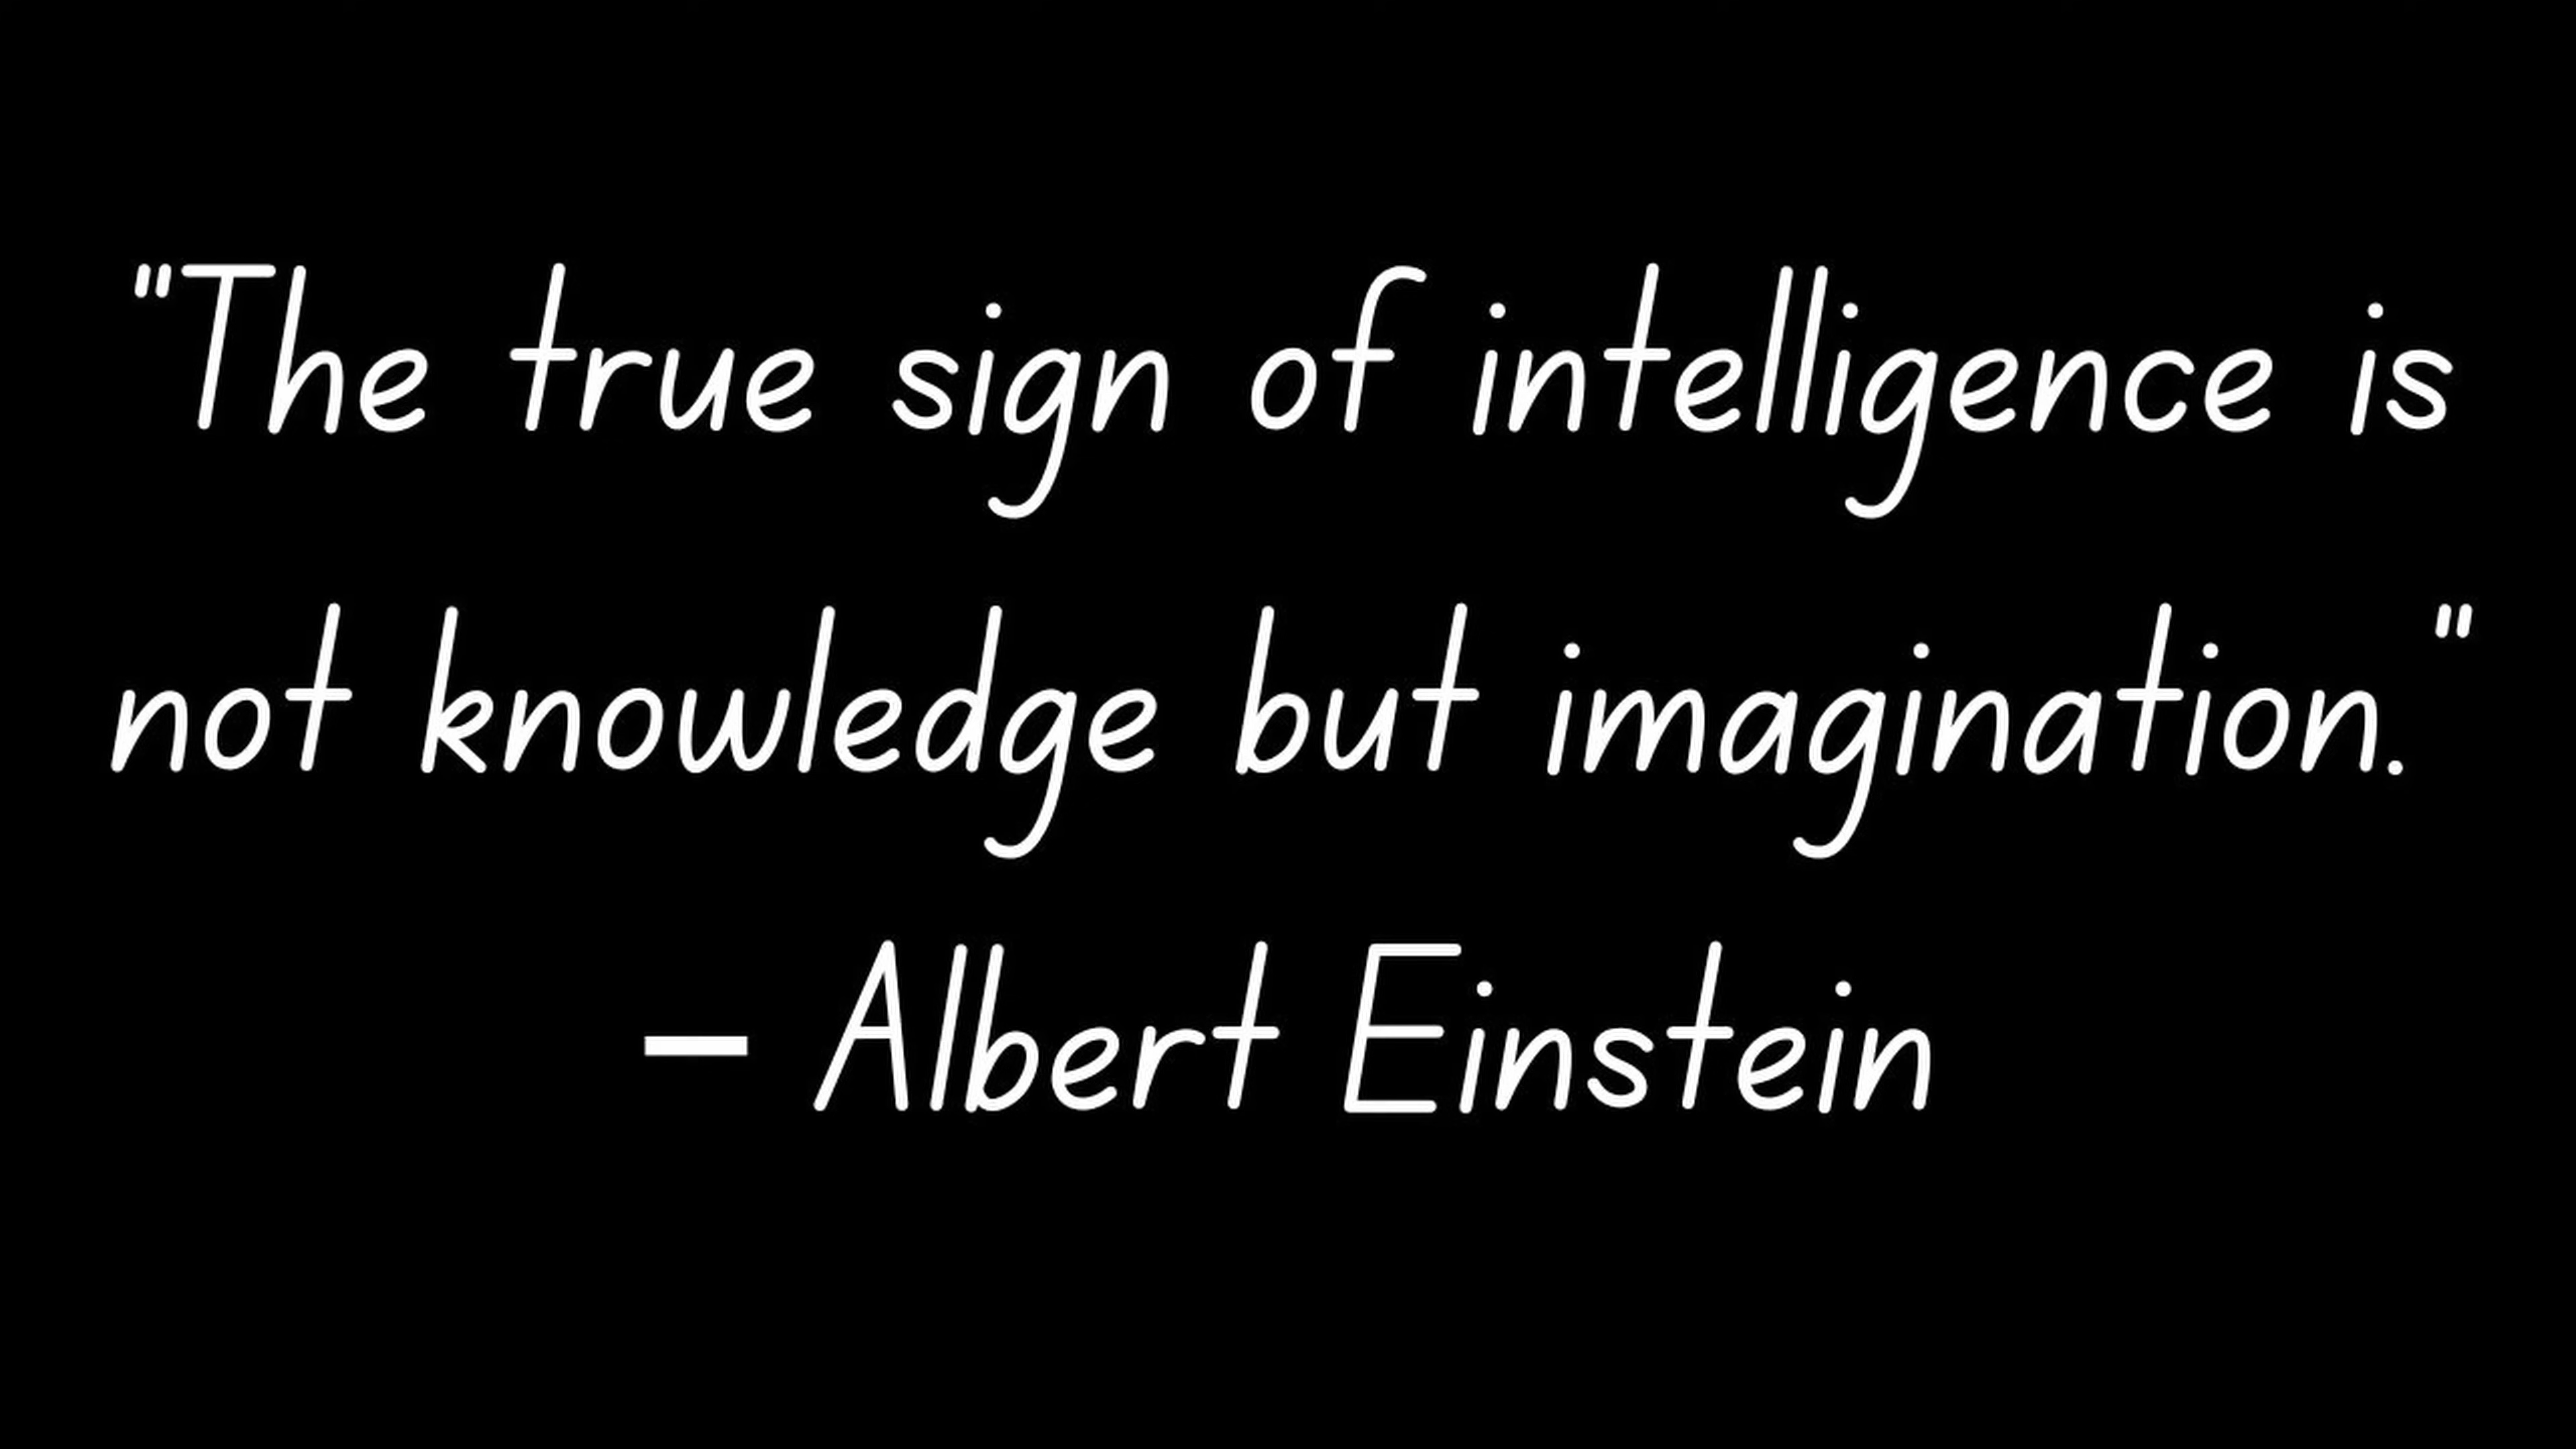 "The true sign of intelligence is
not knowledge but imagination."
– Albert Einstein